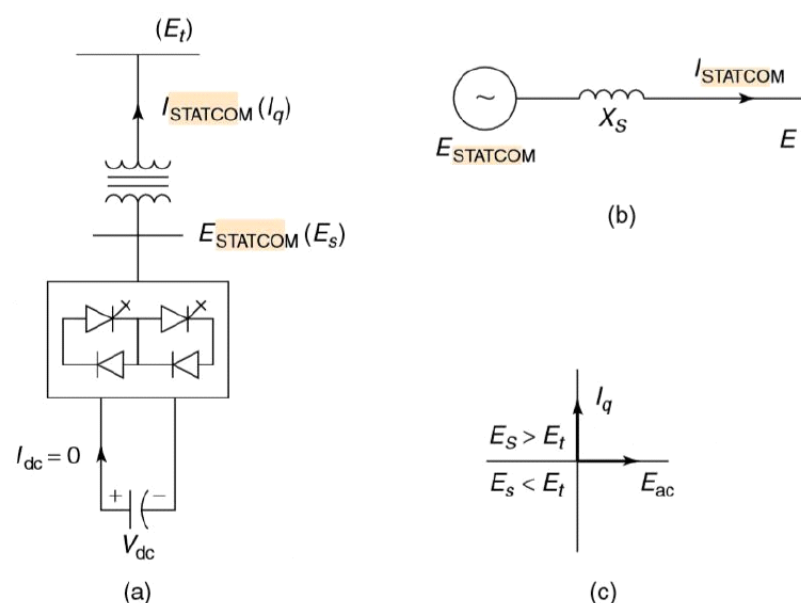 (E_t)
I_STATCOM (I_q)
E_STATCOM (E_s)
I_dc = 0
+ −
V_dc
(a)
~
I_STATCOM
X_S
E_STATCOM
E
(b)
I_q
E_S > E_t
E_s < E_t
E_ac
(c)